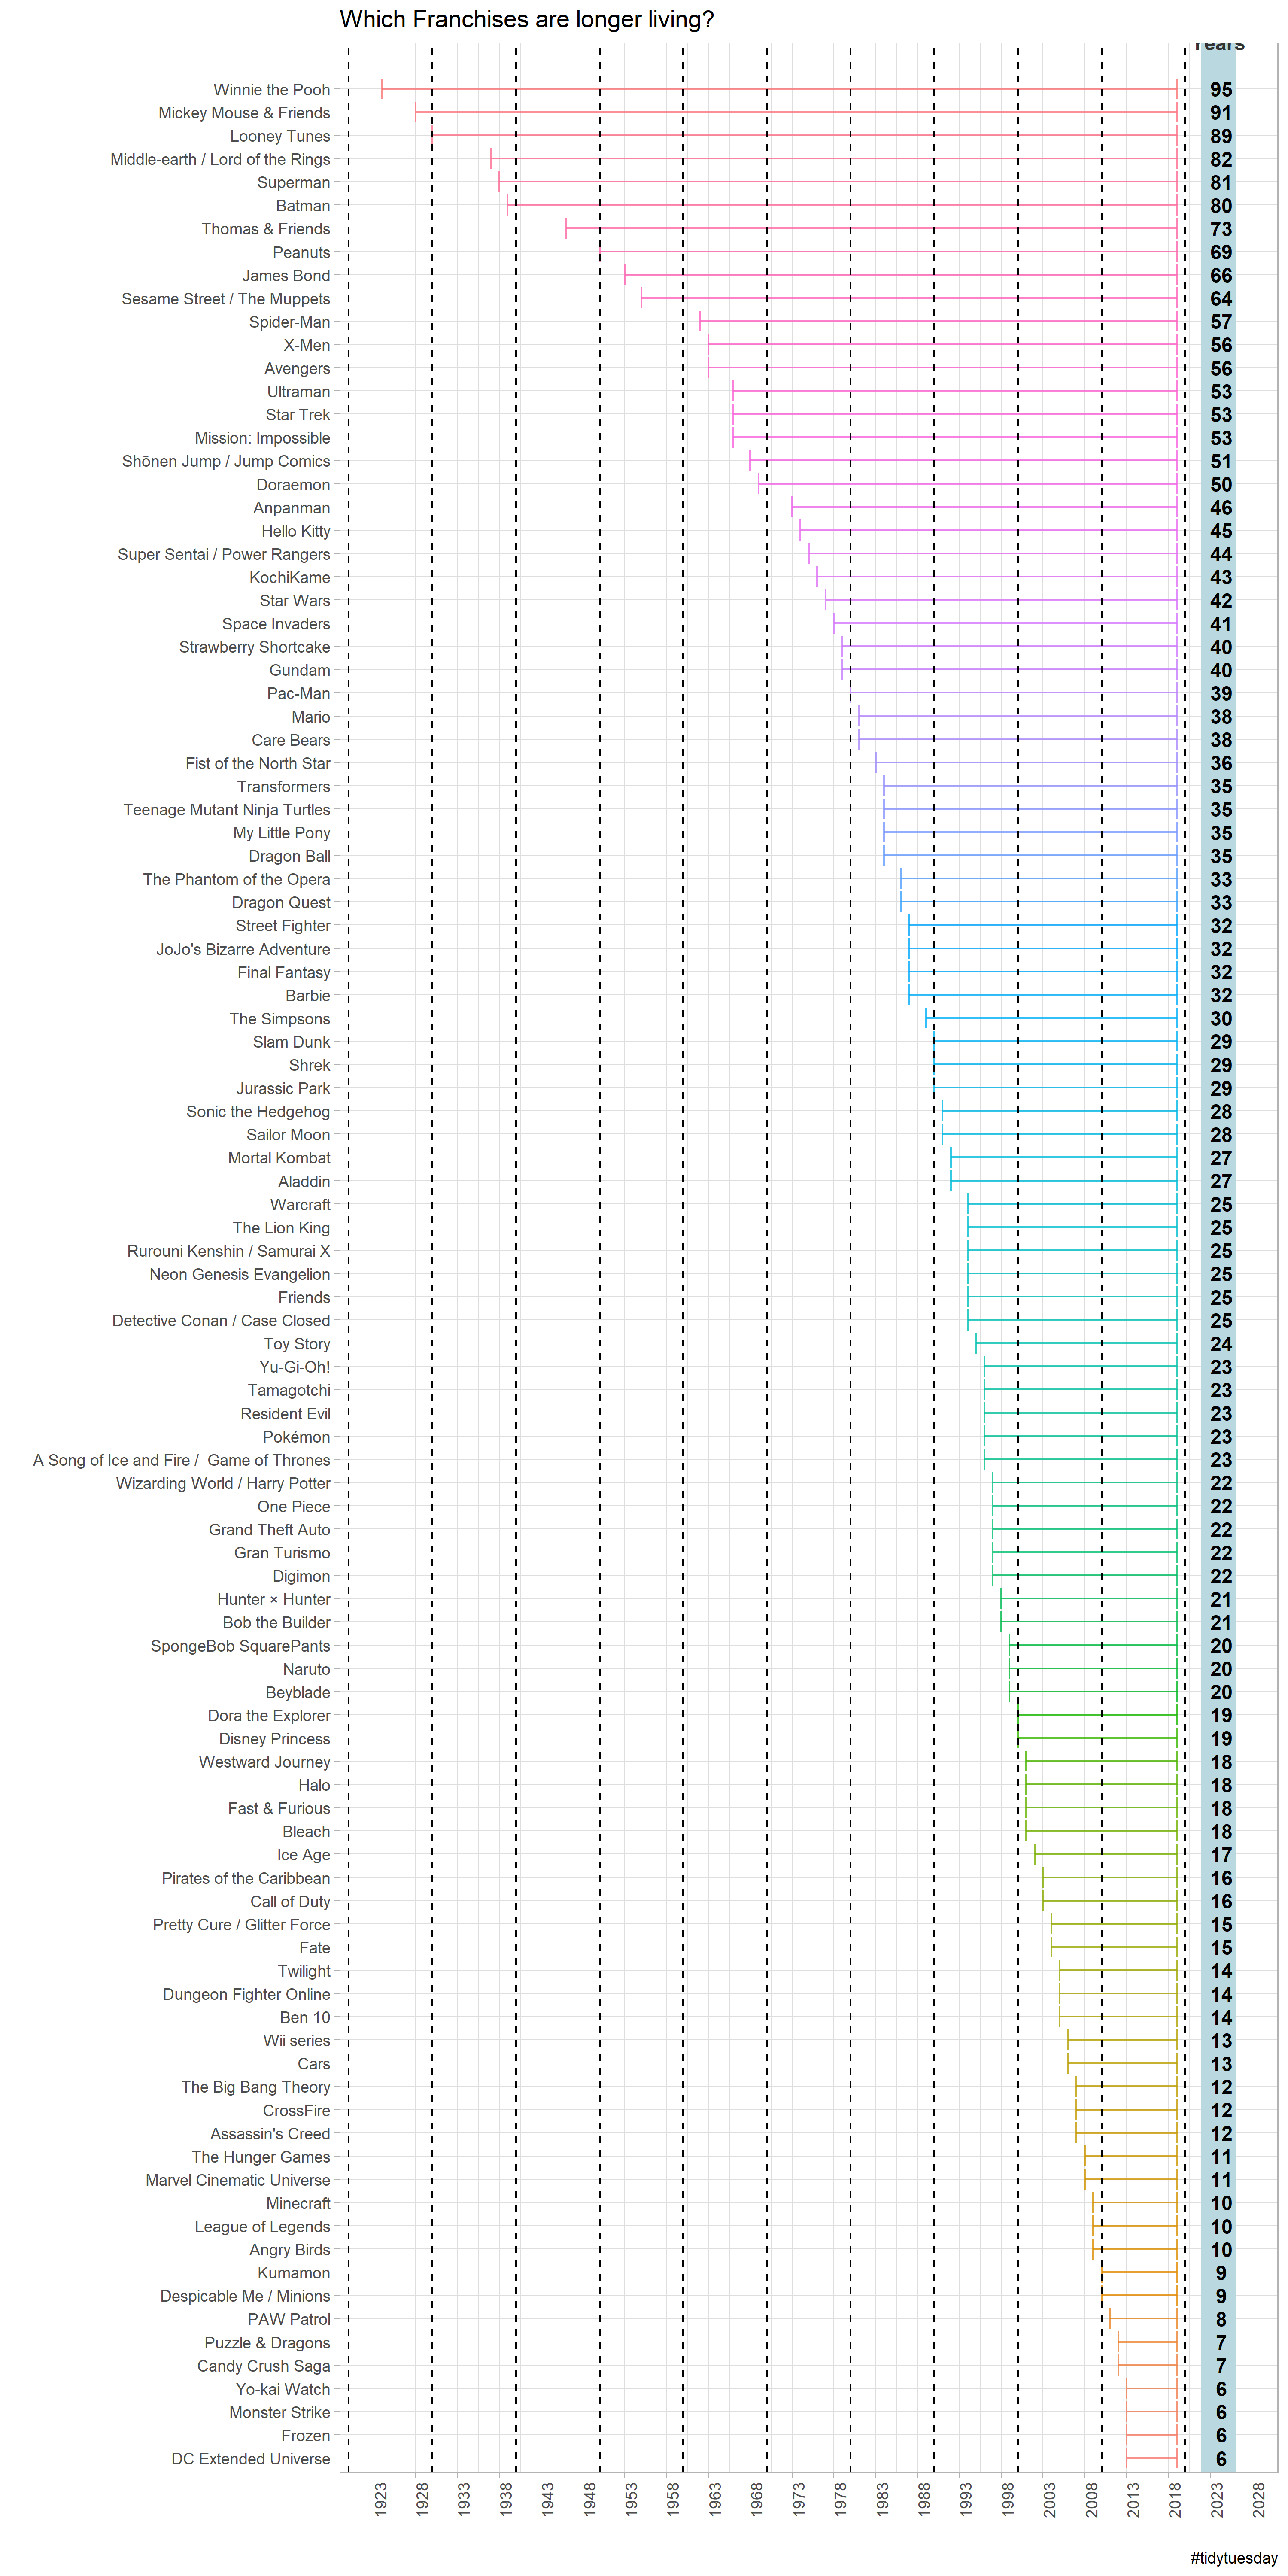 Which Franchises are longer living?
Years
Winnie the Pooh 95
Mickey Mouse & Friends 91
Looney Tunes 89
Middle-earth / Lord of the Rings 82
Superman 81
Batman 80
Thomas & Friends 73
Peanuts 69
James Bond 66
Sesame Street / The Muppets 64
Spider-Man 57
X-Men 56
Avengers 56
Ultraman 53
Star Trek 53
Mission: Impossible 53
Shōnen Jump / Jump Comics 51
Doraemon 50
Anpanman 46
Hello Kitty 45
Super Sentai / Power Rangers 44
KochiKame 43
Star Wars 42
Space Invaders 41
Strawberry Shortcake 40
Gundam 40
Pac-Man 39
Mario 38
Care Bears 38
Fist of the North Star 36
Transformers 35
Teenage Mutant Ninja Turtles 35
My Little Pony 35
Dragon Ball 35
The Phantom of the Opera 33
Dragon Quest 33
Street Fighter 32
JoJo's Bizarre Adventure 32
Final Fantasy 32
Barbie 32
The Simpsons 30
Slam Dunk 29
Shrek 29
Jurassic Park 29
Sonic the Hedgehog 28
Sailor Moon 28
Mortal Kombat 27
Aladdin 27
Warcraft 25
The Lion King 25
Rurouni Kenshin / Samurai X 25
Neon Genesis Evangelion 25
Friends 25
Detective Conan / Case Closed 25
Toy Story 24
Yu-Gi-Oh! 23
Tamagotchi 23
Resident Evil 23
Pokémon 23
A Song of Ice and Fire /  Game of Thrones 23
Wizarding World / Harry Potter 22
One Piece 22
Grand Theft Auto 22
Gran Turismo 22
Digimon 22
Hunter × Hunter 21
Bob the Builder 21
SpongeBob SquarePants 20
Naruto 20
Beyblade 20
Dora the Explorer 19
Disney Princess 19
Westward Journey 18
Halo 18
Fast & Furious 18
Bleach 18
Ice Age 17
Pirates of the Caribbean 16
Call of Duty 16
Pretty Cure / Glitter Force 15
Fate 15
Twilight 14
Dungeon Fighter Online 14
Ben 10 14
Wii series 13
Cars 13
The Big Bang Theory 12
CrossFire 12
Assassin's Creed 12
The Hunger Games 11
Marvel Cinematic Universe 11
Minecraft 10
League of Legends 10
Angry Birds 10
Kumamon 9
Despicable Me / Minions 9
PAW Patrol 8
Puzzle & Dragons 7
Candy Crush Saga 7
Yo-kai Watch 6
Monster Strike 6
Frozen 6
DC Extended Universe 6
1923 1928 1933 1938 1943 1948 1953 1958 1963 1968 1973 1978 1983 1988 1993 1998 2003 2008 2013 2018 2023 2028
#tidytuesday